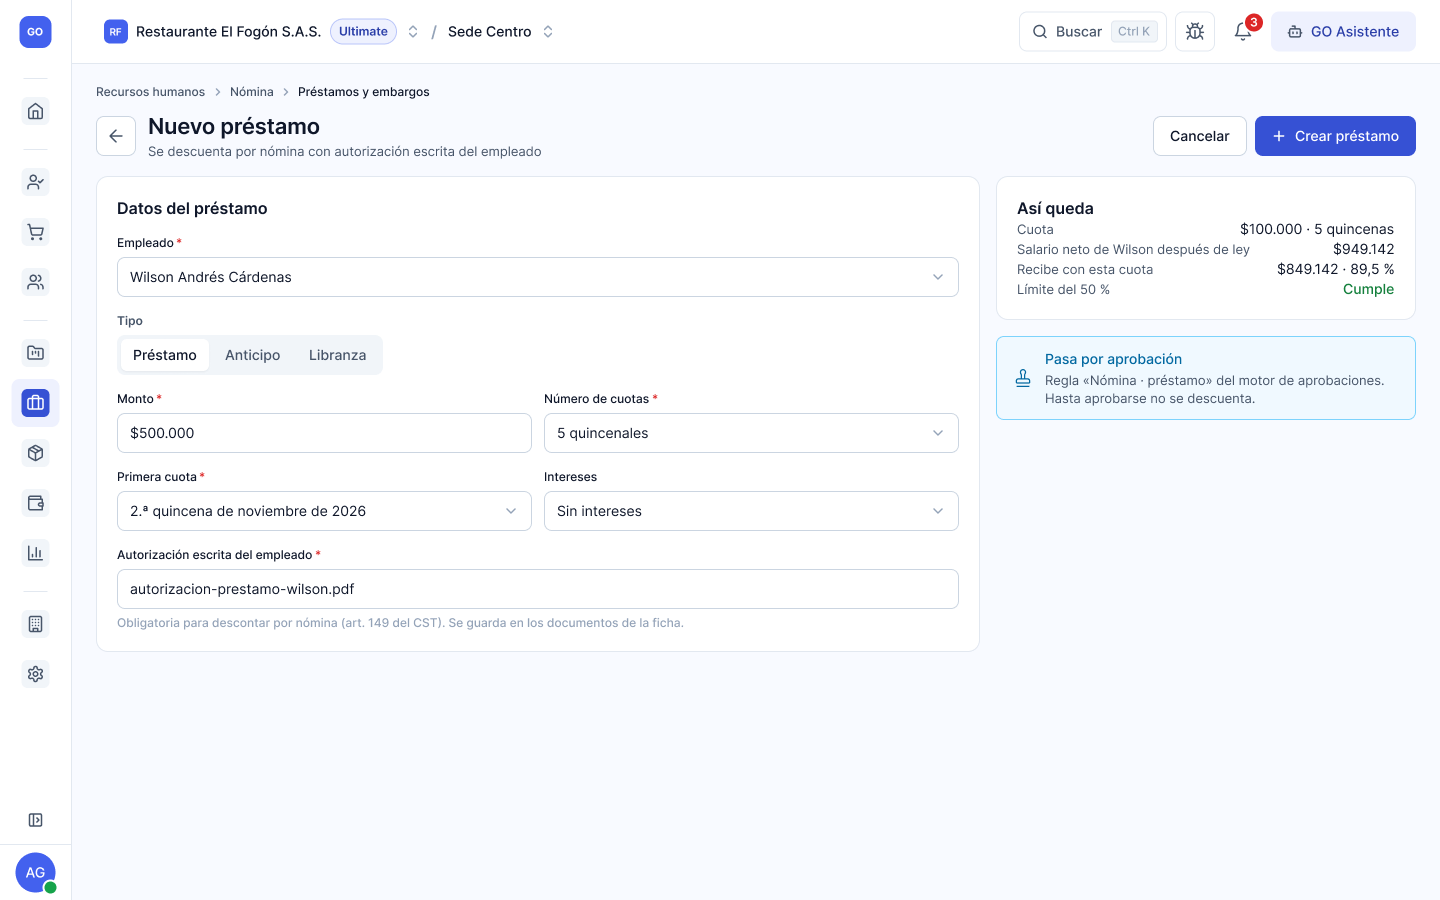 GO
RF Restaurante El Fogón S.A.S. Ultimate / Sede Centro
Buscar Ctrl K
3
GO Asistente
Recursos humanos > Nómina > Préstamos y embargos
Nuevo préstamo
Se descuenta por nómina con autorización escrita del empleado
Cancelar
+ Crear préstamo
Datos del préstamo
Empleado *
Wilson Andrés Cárdenas
Tipo
Préstamo Anticipo Libranza
Monto * Número de cuotas *
$500.000 5 quincenales
Primera cuota * Intereses
2.ª quincena de noviembre de 2026 Sin intereses
Autorización escrita del empleado *
autorizacion-prestamo-wilson.pdf
Obligatoria para descontar por nómina (art. 149 del CST). Se guarda en los documentos de la ficha.
Así queda
Cuota $100.000 · 5 quincenas
Salario neto de Wilson después de ley $949.142
Recibe con esta cuota $849.142 · 89,5 %
Límite del 50 % Cumple
Pasa por aprobación
Regla «Nómina · préstamo» del motor de aprobaciones.
Hasta aprobarse no se descuenta.
AG